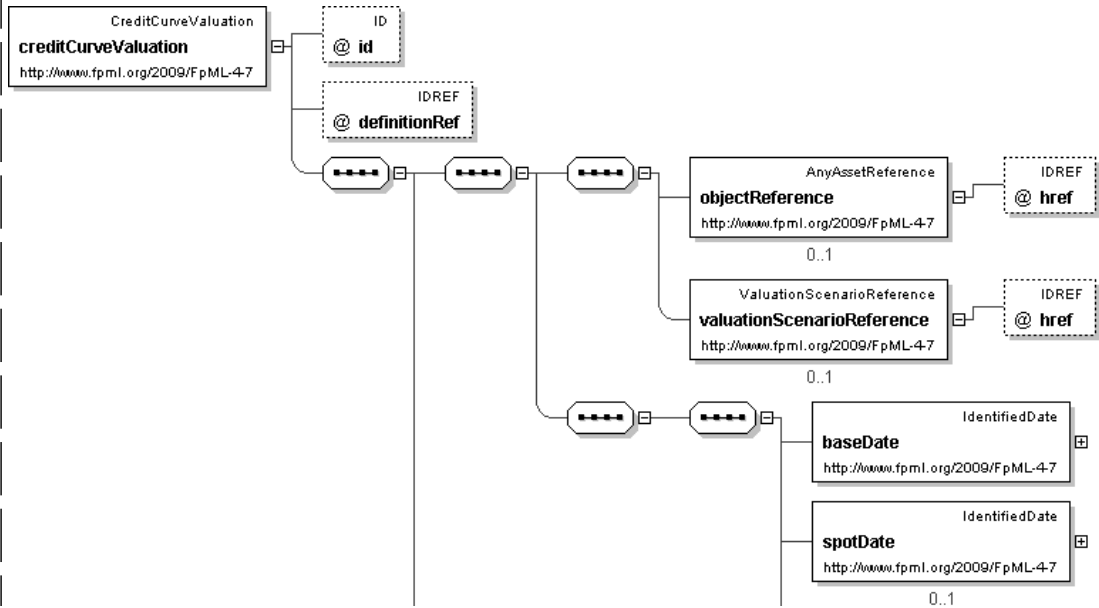 CreditCurveValuation
creditCurveValuation
http://www.fpml.org/2009/FpML-4-7
ID
@ id
IDREF
@ definitionRef
AnyAssetReference
objectReference
http://www.fpml.org/2009/FpML-4-7
0..1
IDREF
@ href
ValuationScenarioReference
valuationScenarioReference
http://www.fpml.org/2009/FpML-4-7
0..1
IDREF
@ href
IdentifiedDate
baseDate
http://www.fpml.org/2009/FpML-4-7
IdentifiedDate
spotDate
http://www.fpml.org/2009/FpML-4-7
0..1